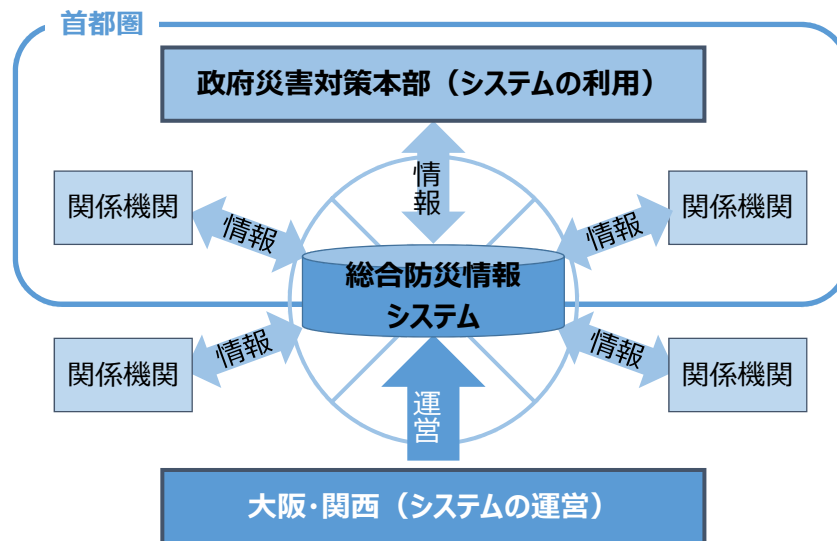 首都圏
政府災害対策本部（システムの利用）
情報
関係機関
情報
情報
関係機関
総合防災情報
システム
関係機関
情報
情報
関係機関
運営
大阪・関西（システムの運営）